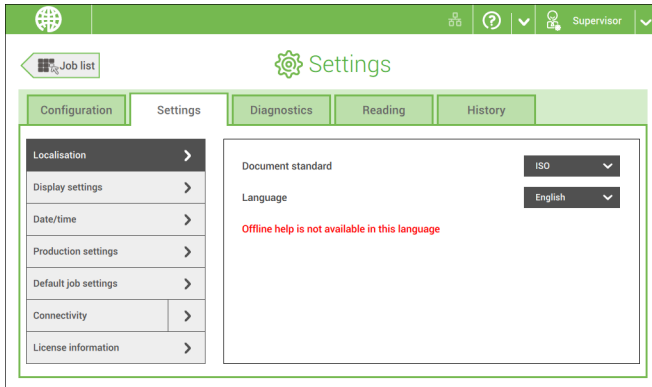 Supervisor
Job list
Settings
Configuration
Settings
Diagnostics
Reading
History
Localisation
Display settings
Date/time
Production settings
Default job settings
Connectivity
License information
Document standard
ISO
Language
English
Offline help is not available in this language